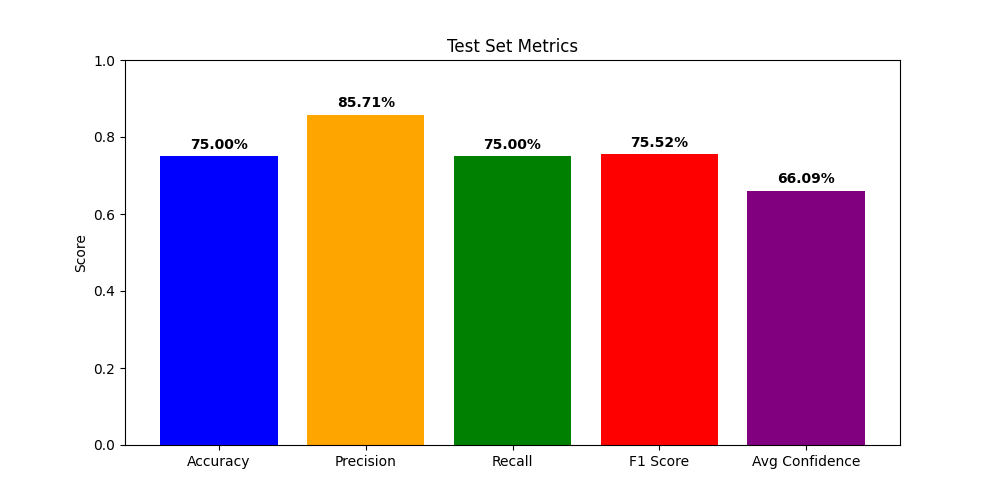 Test Set Metrics
1.0
0.8
0.6
0.4
0.2
0.0
Score
75.00%
85.71%
75.00%
75.52%
66.09%
Accuracy
Precision
Recall
F1 Score
Avg Confidence